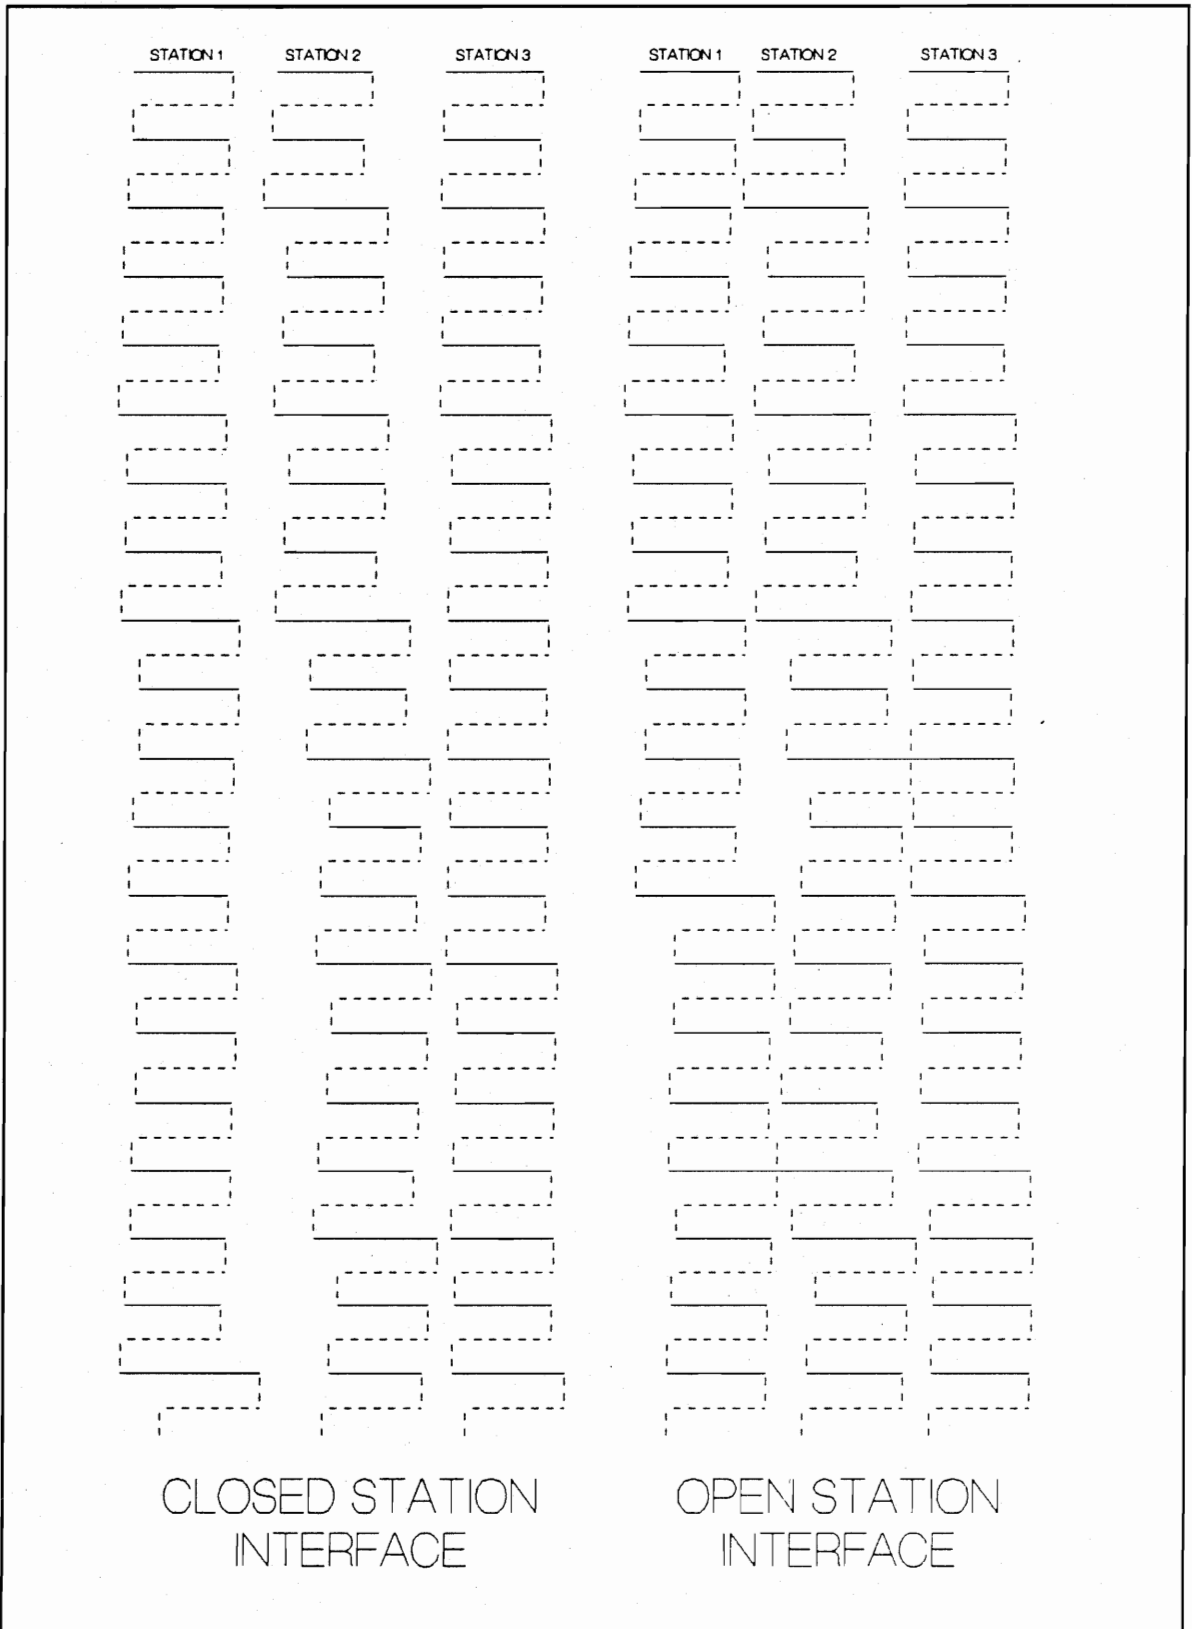 STATION 1 STATION 2 STATION 3 STATION 1 STATION 2 STATION 3
CLOSED STATION
INTERFACE
OPEN STATION
INTERFACE